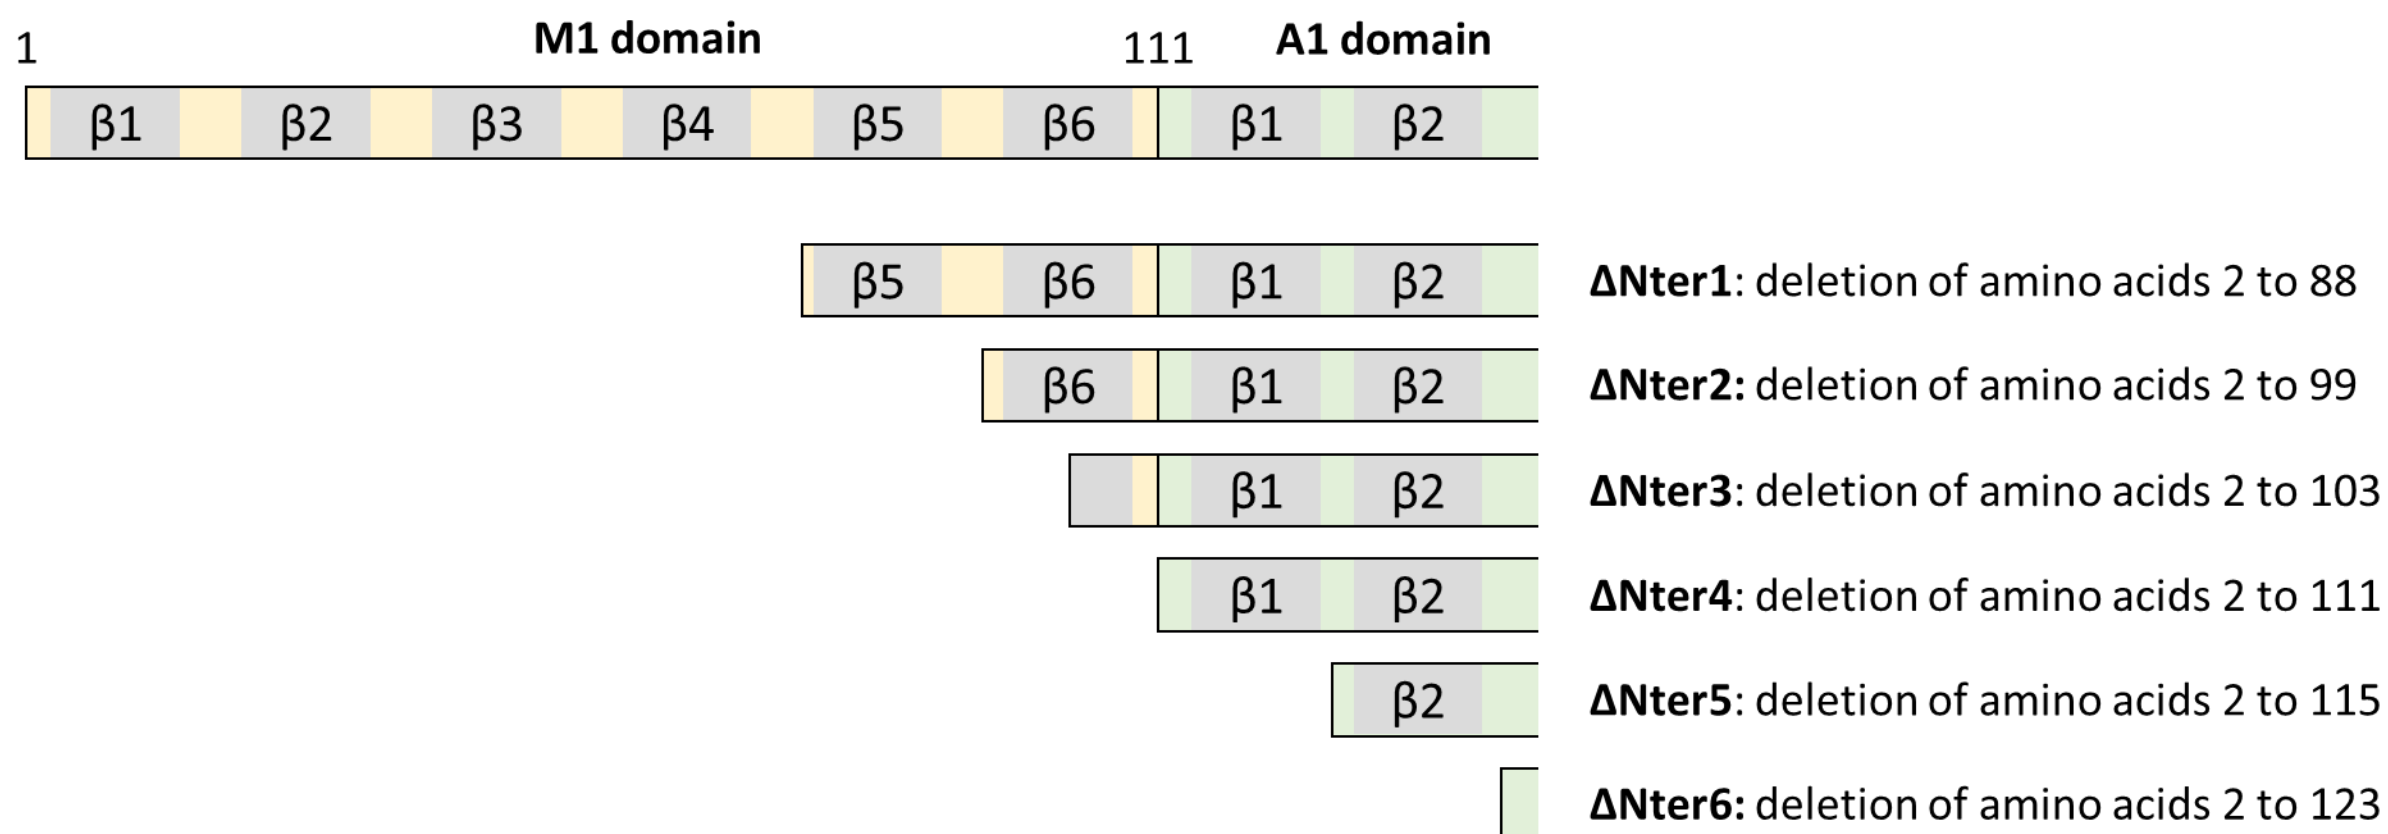 1 M1 domain 111 A1 domain
β1 β2 β3 β4 β5 β6 β1 β2
β5 β6 β1 β2 ΔNter1: deletion of amino acids 2 to 88
β6 β1 β2 ΔNter2: deletion of amino acids 2 to 99
β1 β2 ΔNter3: deletion of amino acids 2 to 103
β1 β2 ΔNter4: deletion of amino acids 2 to 111
β2 ΔNter5: deletion of amino acids 2 to 115
ΔNter6: deletion of amino acids 2 to 123